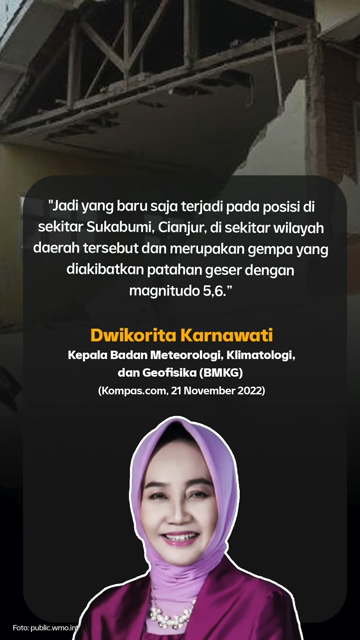 "Jadi yang baru saja terjadi pada posisi di
sekitar Sukabumi, Cianjur, di sekitar wilayah
daerah tersebut dan merupakan gempa yang
diakibatkan patahan geser dengan
magnitudo 5,6."
Dwikorita Karnawati
Kepala Badan Meteorologi, Klimatologi,
dan Geofisika (BMKG)
(Kompas.com, 21 November 2022)
Foto: public.wmo.int